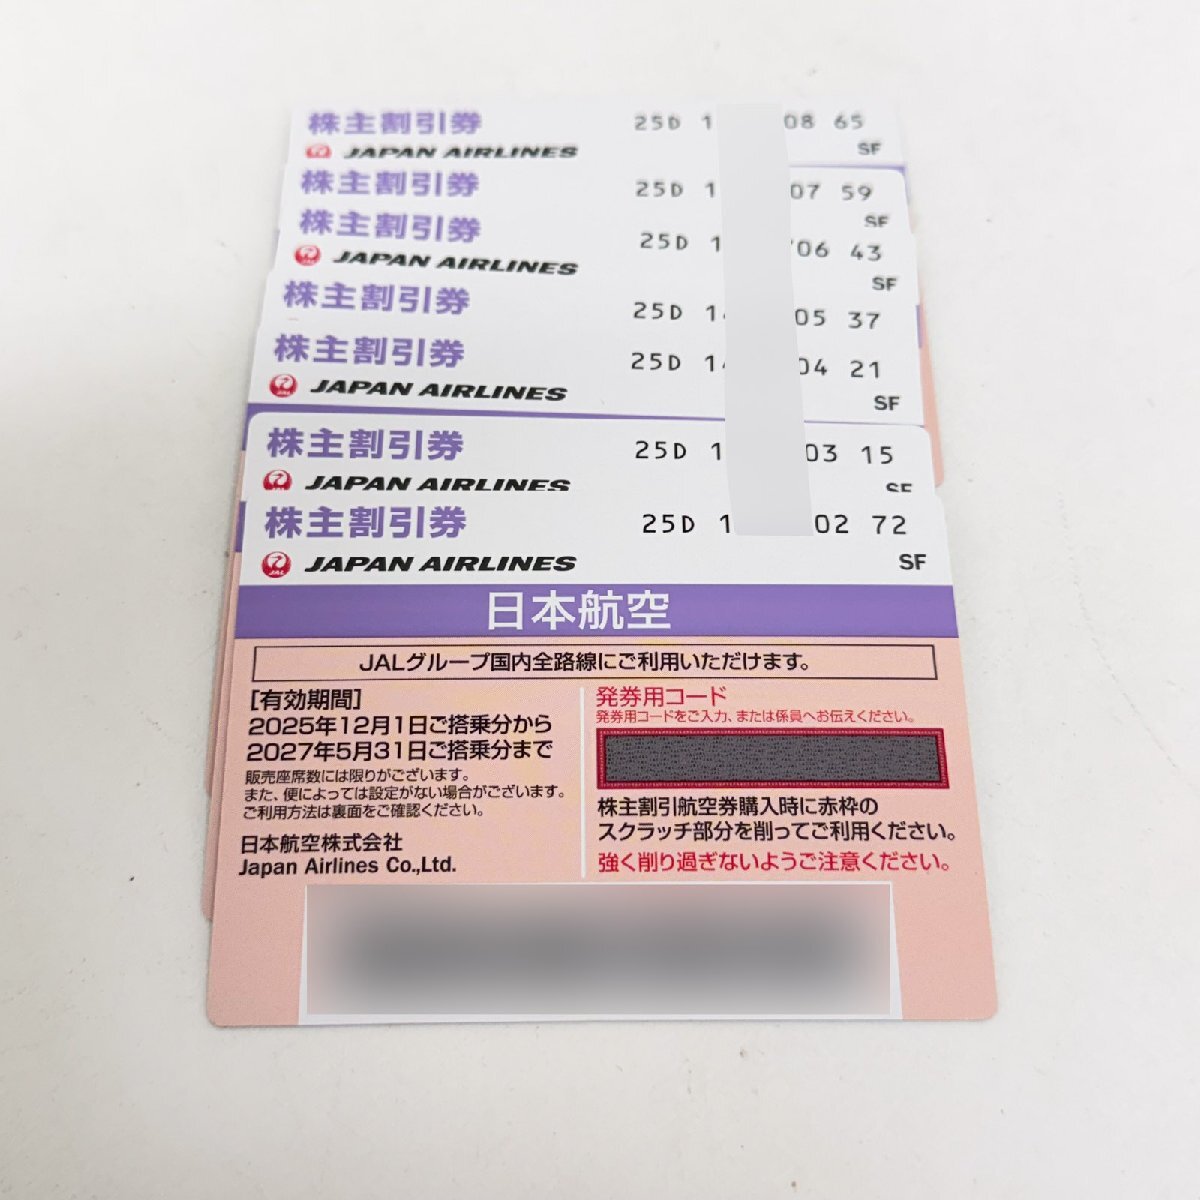 株主割引券 25D 1 08 65
JAPAN AIRLINES SF
株主割引券 25D 1 07 59
SF
株主割引券 25D 1 06 43
JAPAN AIRLINES SF
株主割引券 25D 14 05 37
株主割引券 25D 14 04 21
JAPAN AIRLINES SF
株主割引券 25D 1 03 15
JAPAN AIRLINES SF
株主割引券 25D 1 02 72
JAL JAPAN AIRLINES SF
日本航空
JALグループ国内全路線にご利用いただけます。
[有効期間]
2025年12月1日ご搭乗分から
2027年5月31日ご搭乗分まで
販売座席数には限りがございます。
また、便によっては設定がない場合がございます。
ご利用方法は裏面をご確認ください。
日本航空株式会社
Japan Airlines Co.,Ltd.
発券用コード
発券用コードをご入力、または係員へお伝えください。
株主割引航空券購入時に赤枠の
スクラッチ部分を削ってご利用ください。
強く削り過ぎないようご注意ください。